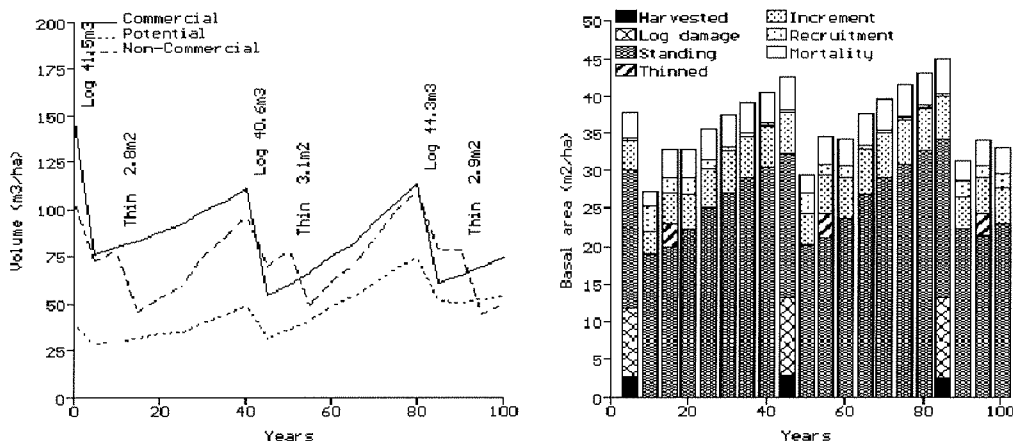 Commercial
Potential
Non-Commercial
Log 41.5m3
Thin 2.8m2
Log 40.6m3
Thin 3.1m2
Log 44.3m3
Thin 2.9m2
Volume (m3/ha)
200
175
150
125
100
75
50
25
0
0 20 40 60 80 100
Years
Harvested
Log damage
Standing
Thinned
Increment
Recruitment
Mortality
Basal area (m2/ha)
50
45
40
35
30
25
20
15
10
5
0
0 20 40 60 80 100
Years